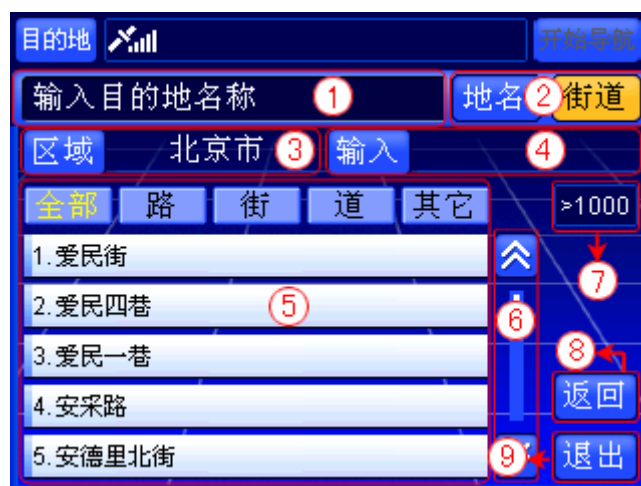 目的地 开始导航
输入目的地名称 ① 地名 ② 街道
区域 北京市 ③ 输入 ④
全部 路 街 道 其它 >1000
1.爱民街
⑦
2.爱民四巷 ⑤ ⑥
3.爱民一巷 ⑧
4.安采路 返回
5.安德里北街 ⑨ 退出